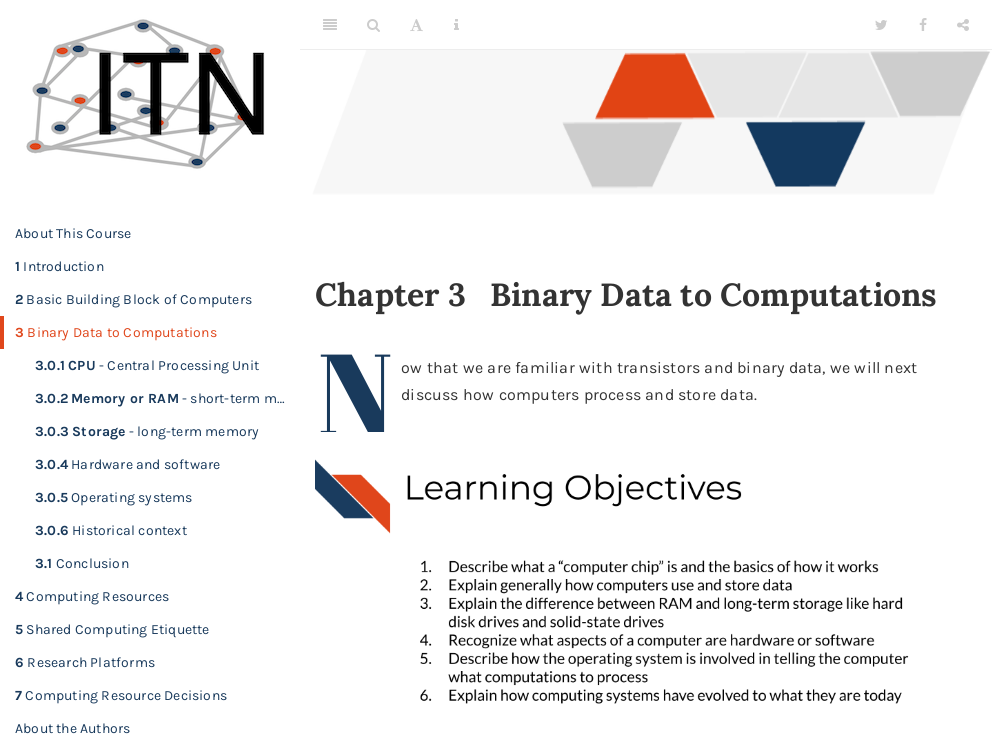 ITN
A
i
About This Course
1 Introduction
2 Basic Building Block of Computers
3 Binary Data to Computations
3.0.1 CPU - Central Processing Unit
3.0.2 Memory or RAM - short-term m…
3.0.3 Storage - long-term memory
3.0.4 Hardware and software
3.0.5 Operating systems
3.0.6 Historical context
3.1 Conclusion
4 Computing Resources
5 Shared Computing Etiquette
6 Research Platforms
7 Computing Resource Decisions
About the Authors
Chapter 3 Binary Data to Computations
Now that we are familiar with transistors and binary data, we will next
discuss how computers process and store data.
Learning Objectives
1. Describe what a “computer chip” is and the basics of how it works
2. Explain generally how computers use and store data
3. Explain the difference between RAM and long-term storage like hard
disk drives and solid-state drives
4. Recognize what aspects of a computer are hardware or software
5. Describe how the operating system is involved in telling the computer
what computations to process
6. Explain how computing systems have evolved to what they are today